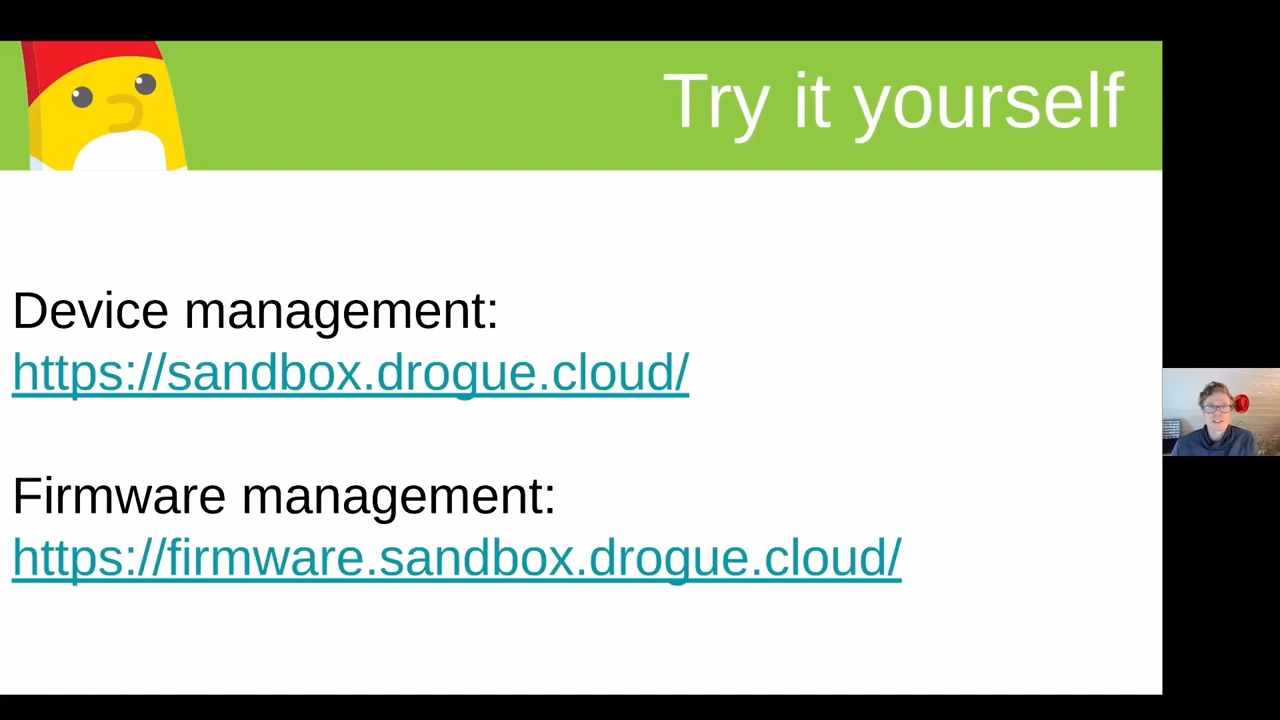 Try it yourself
Device management:
https://sandbox.drogue.cloud/
Firmware management:
https://firmware.sandbox.drogue.cloud/